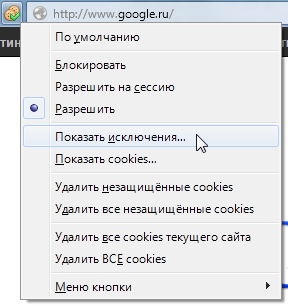 http://www.google.ru/
тин
По умолчанию
Блокировать
Разрешить на сессию
Разрешить
Показать исключения...
Показать cookies...
Удалить незащищённые cookies
Удалить все незащищённые cookies
Удалить все cookies текущего сайта
Удалить ВСЕ cookies
Меню кнопки